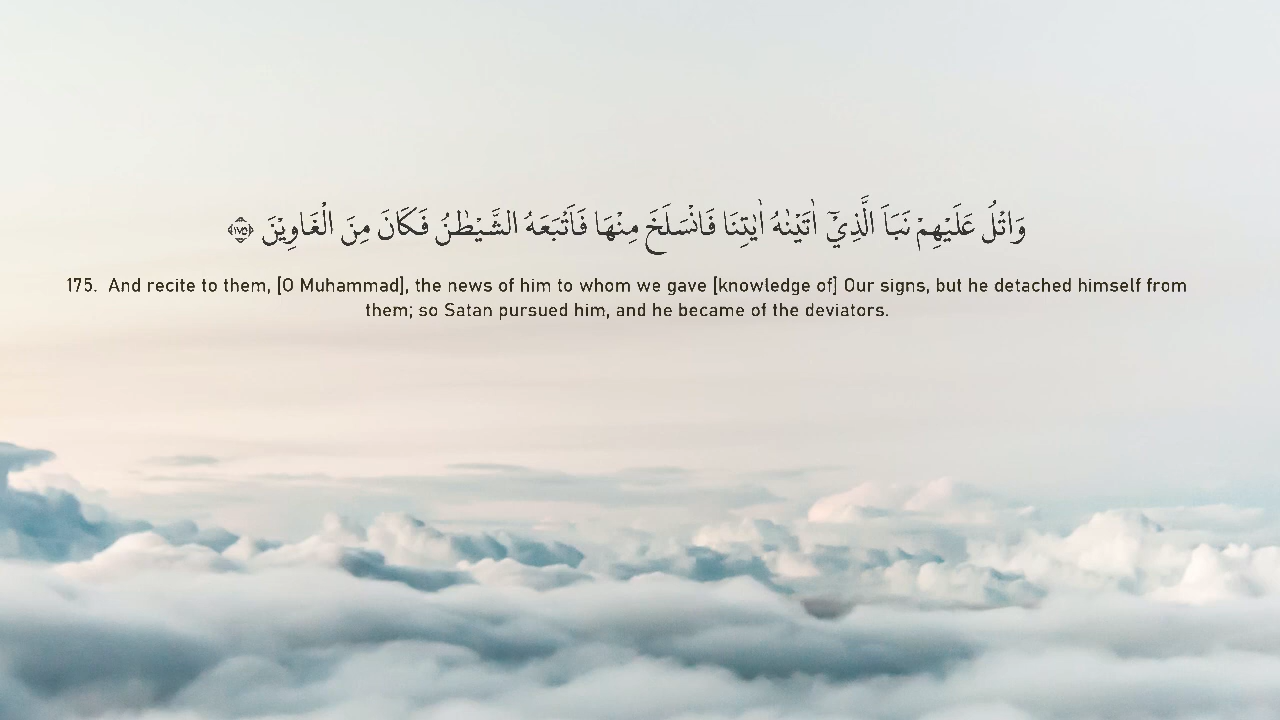 وَاتْلُ عَلَيْهِمْ نَبَاَ الَّذِيْٓ اٰتَيْنٰهُ اٰيٰتِنَا فَانْسَلَخَ مِنْهَا فَاَتْبَعَهُ الشَّيْطٰنُ فَكَانَ مِنَ الْغَاوِيْنَ ۝١٧٥
175. And recite to them, [O Muhammad], the news of him to whom we gave [knowledge of] Our signs, but he detached himself from
them; so Satan pursued him, and he became of the deviators.